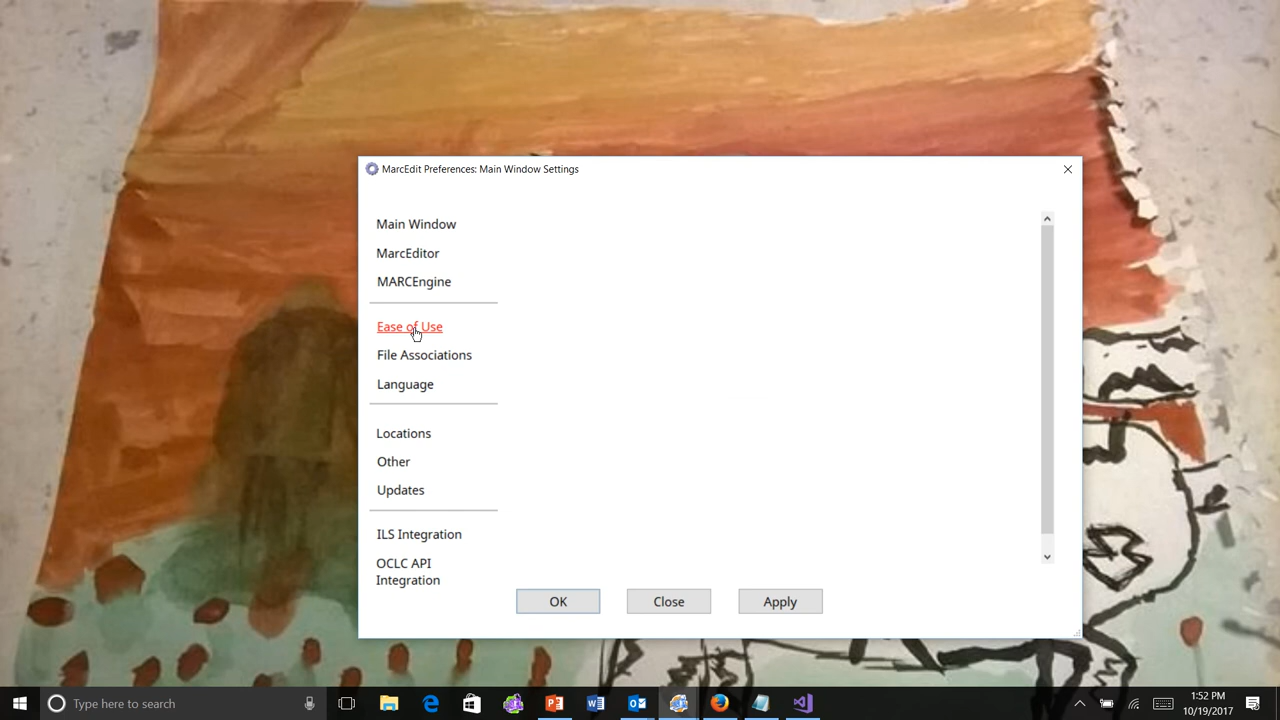 MarcEdit Preferences: Main Window Settings
Main Window
MarcEditor
MARCEngine
Ease of Use
File Associations
Language
Locations
Other
Updates
ILS Integration
OCLC API
Integration
OK
Close
Apply
Type here to search
1:52 PM
10/19/2017